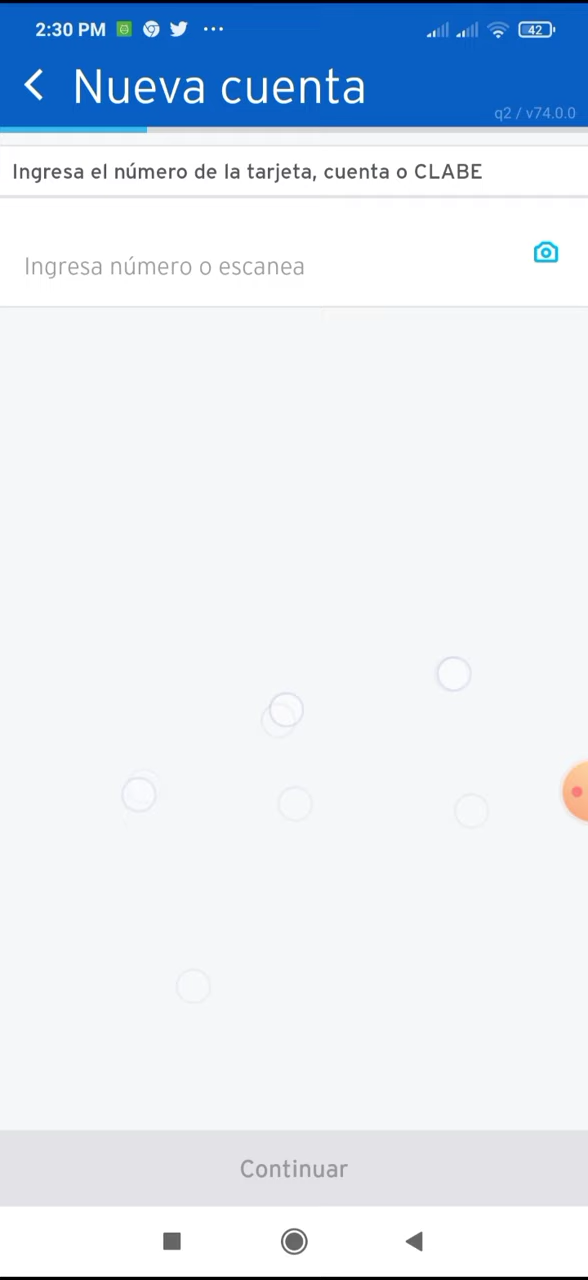 2:30 PM
42
Nueva cuenta
q2 / v74.0.0
Ingresa el número de la tarjeta, cuenta o CLABE
Ingresa número o escanea
Continuar